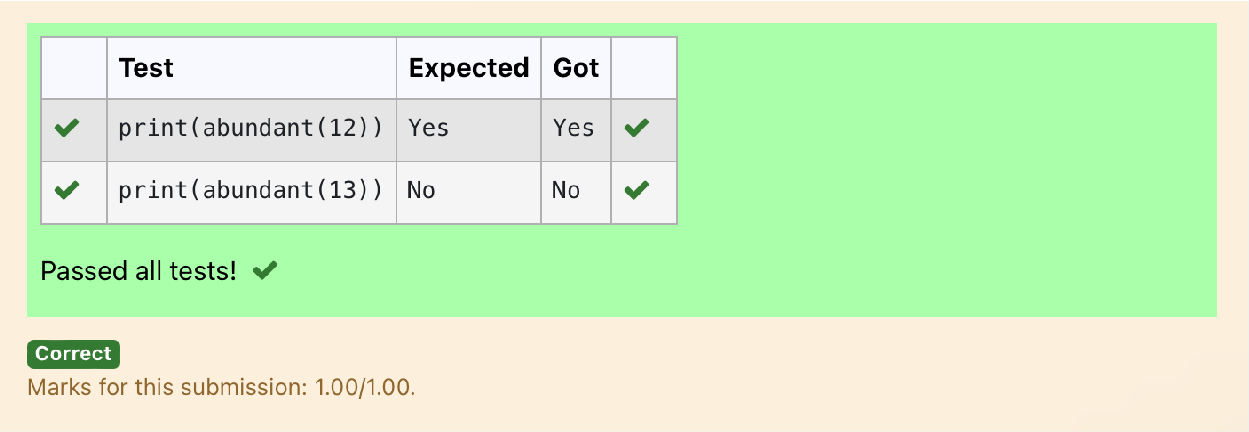 Test Expected Got
print(abundant(12)) Yes Yes
print(abundant(13)) No No
Passed all tests!
Correct
Marks for this submission: 1.00/1.00.